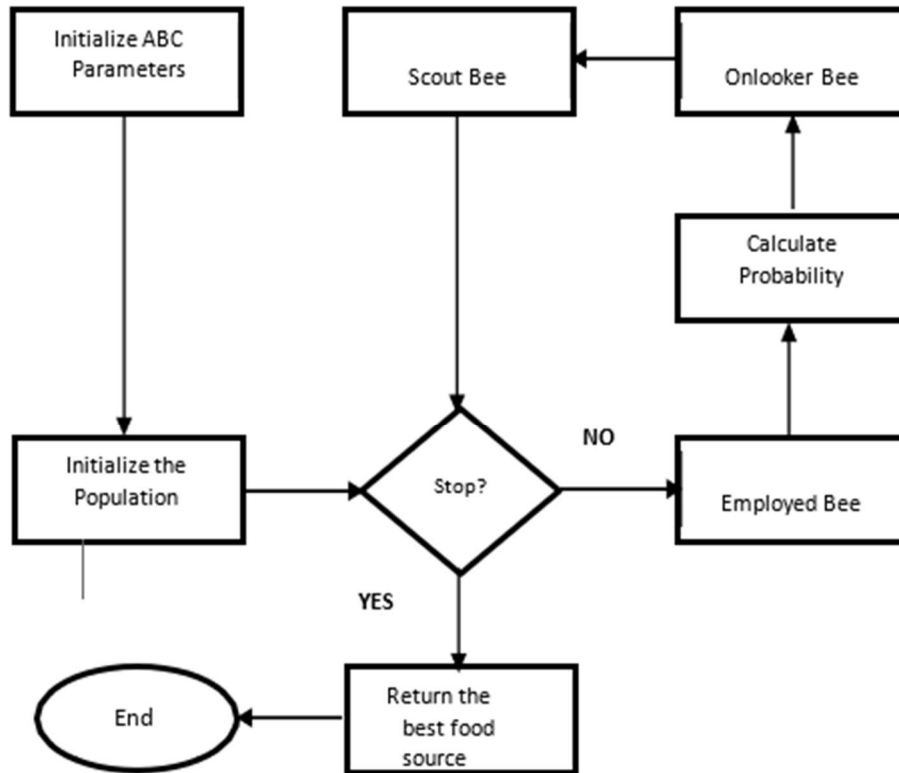 Initialize ABC
Parameters
Scout Bee
Onlooker Bee
Calculate
Probability
Initialize the
Population
Stop?
NO
Employed Bee
YES
Return the
best food
source
End